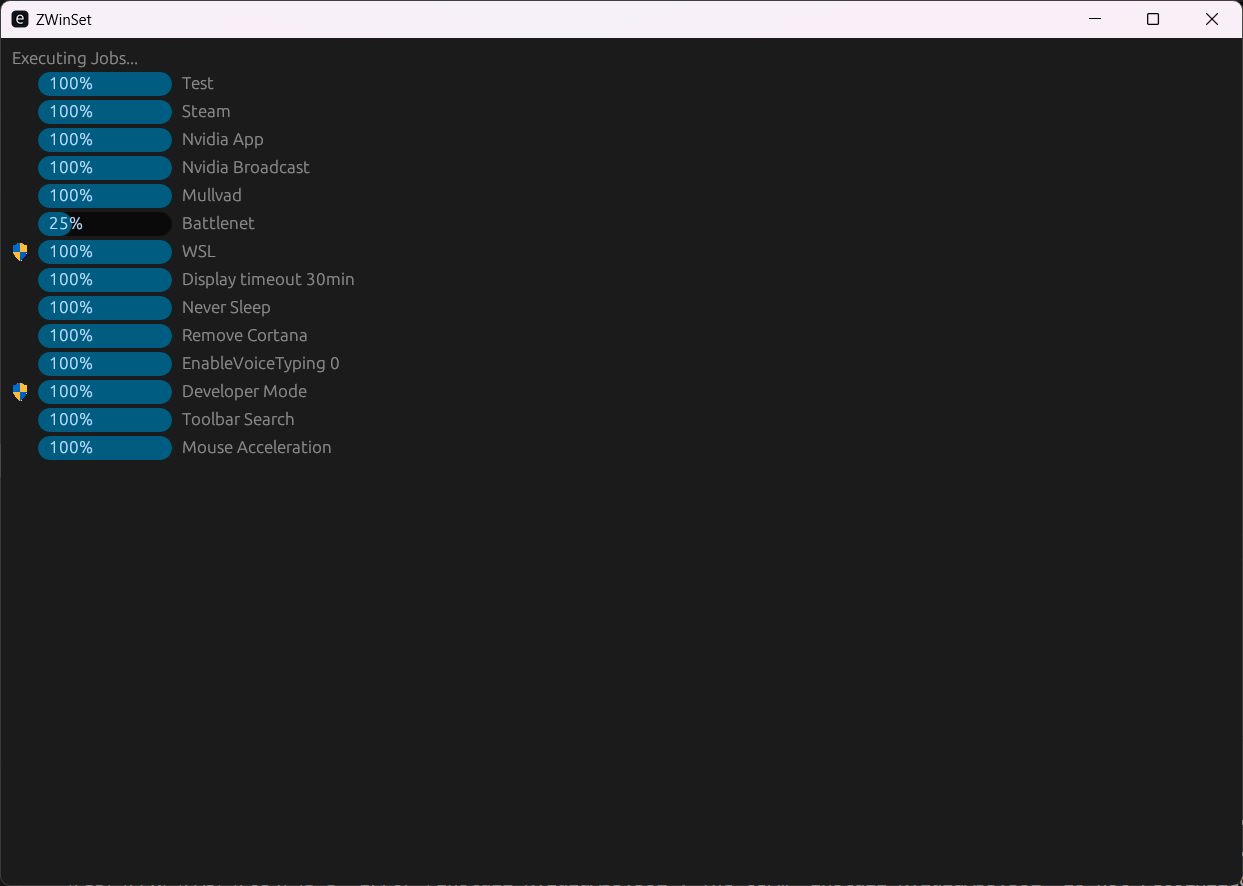 ZWinSet
Executing Jobs...
100% Test
100% Steam
100% Nvidia App
100% Nvidia Broadcast
100% Mullvad
25% Battlenet
100% WSL
100% Display timeout 30min
100% Never Sleep
100% Remove Cortana
100% EnableVoiceTyping 0
100% Developer Mode
100% Toolbar Search
100% Mouse Acceleration